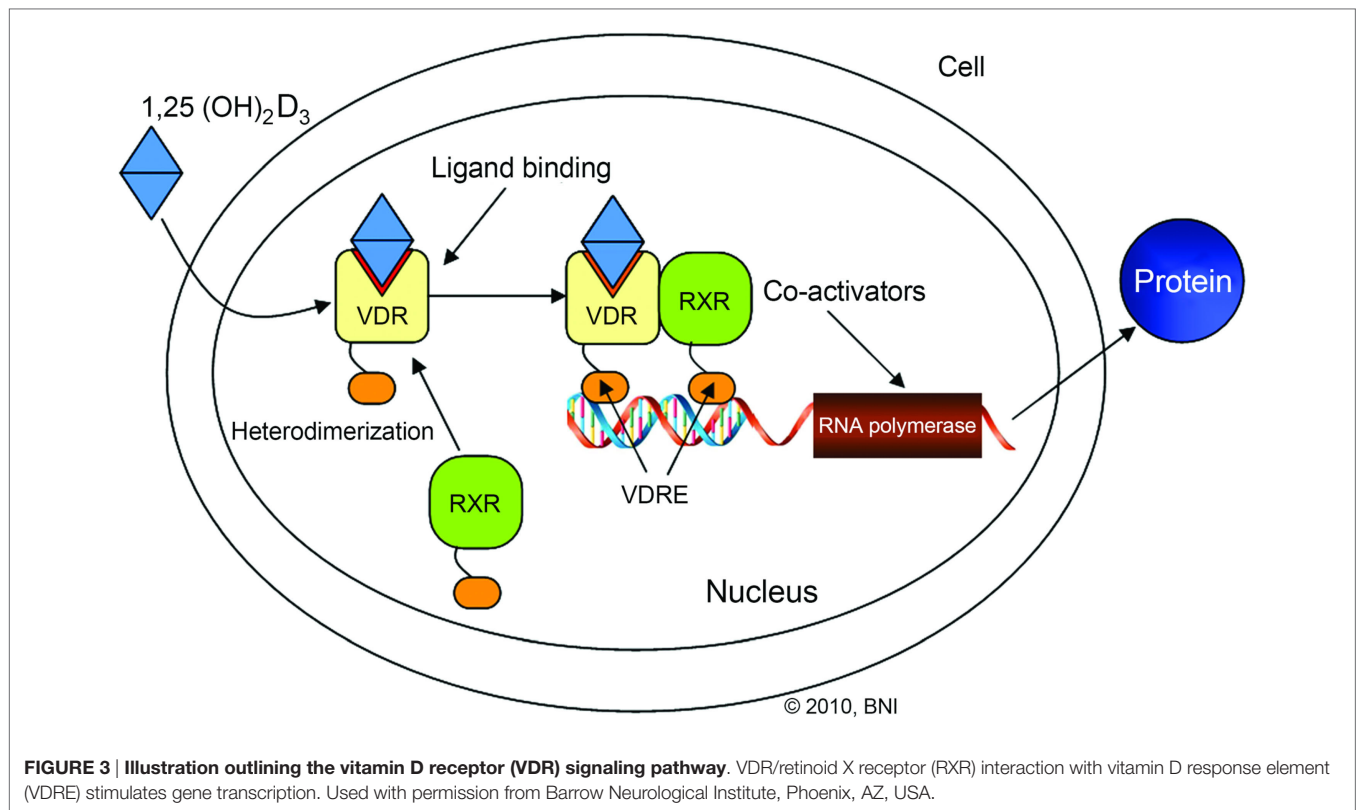 Cell
1,25 (OH)₂D₃
Ligand binding
VDR
VDR
RXR
Co-activators
Protein
Heterodimerization
RNA polymerase
VDRE
RXR
Nucleus
© 2010, BNI
FIGURE 3 | Illustration outlining the vitamin D receptor (VDR) signaling pathway. VDR/retinoid X receptor (RXR) interaction with vitamin D response element
(VDRE) stimulates gene transcription. Used with permission from Barrow Neurological Institute, Phoenix, AZ, USA.